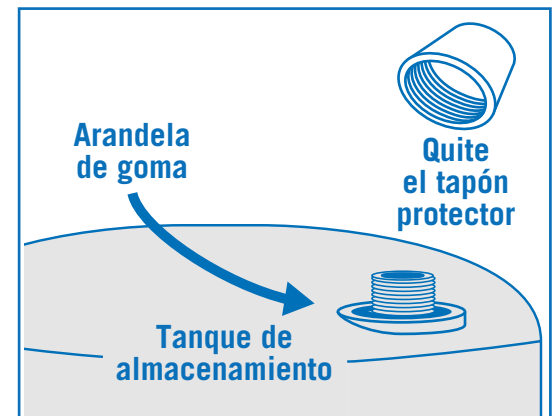 Arandela
de goma
Quite
el tapón
protector
Tanque de
almacenamiento